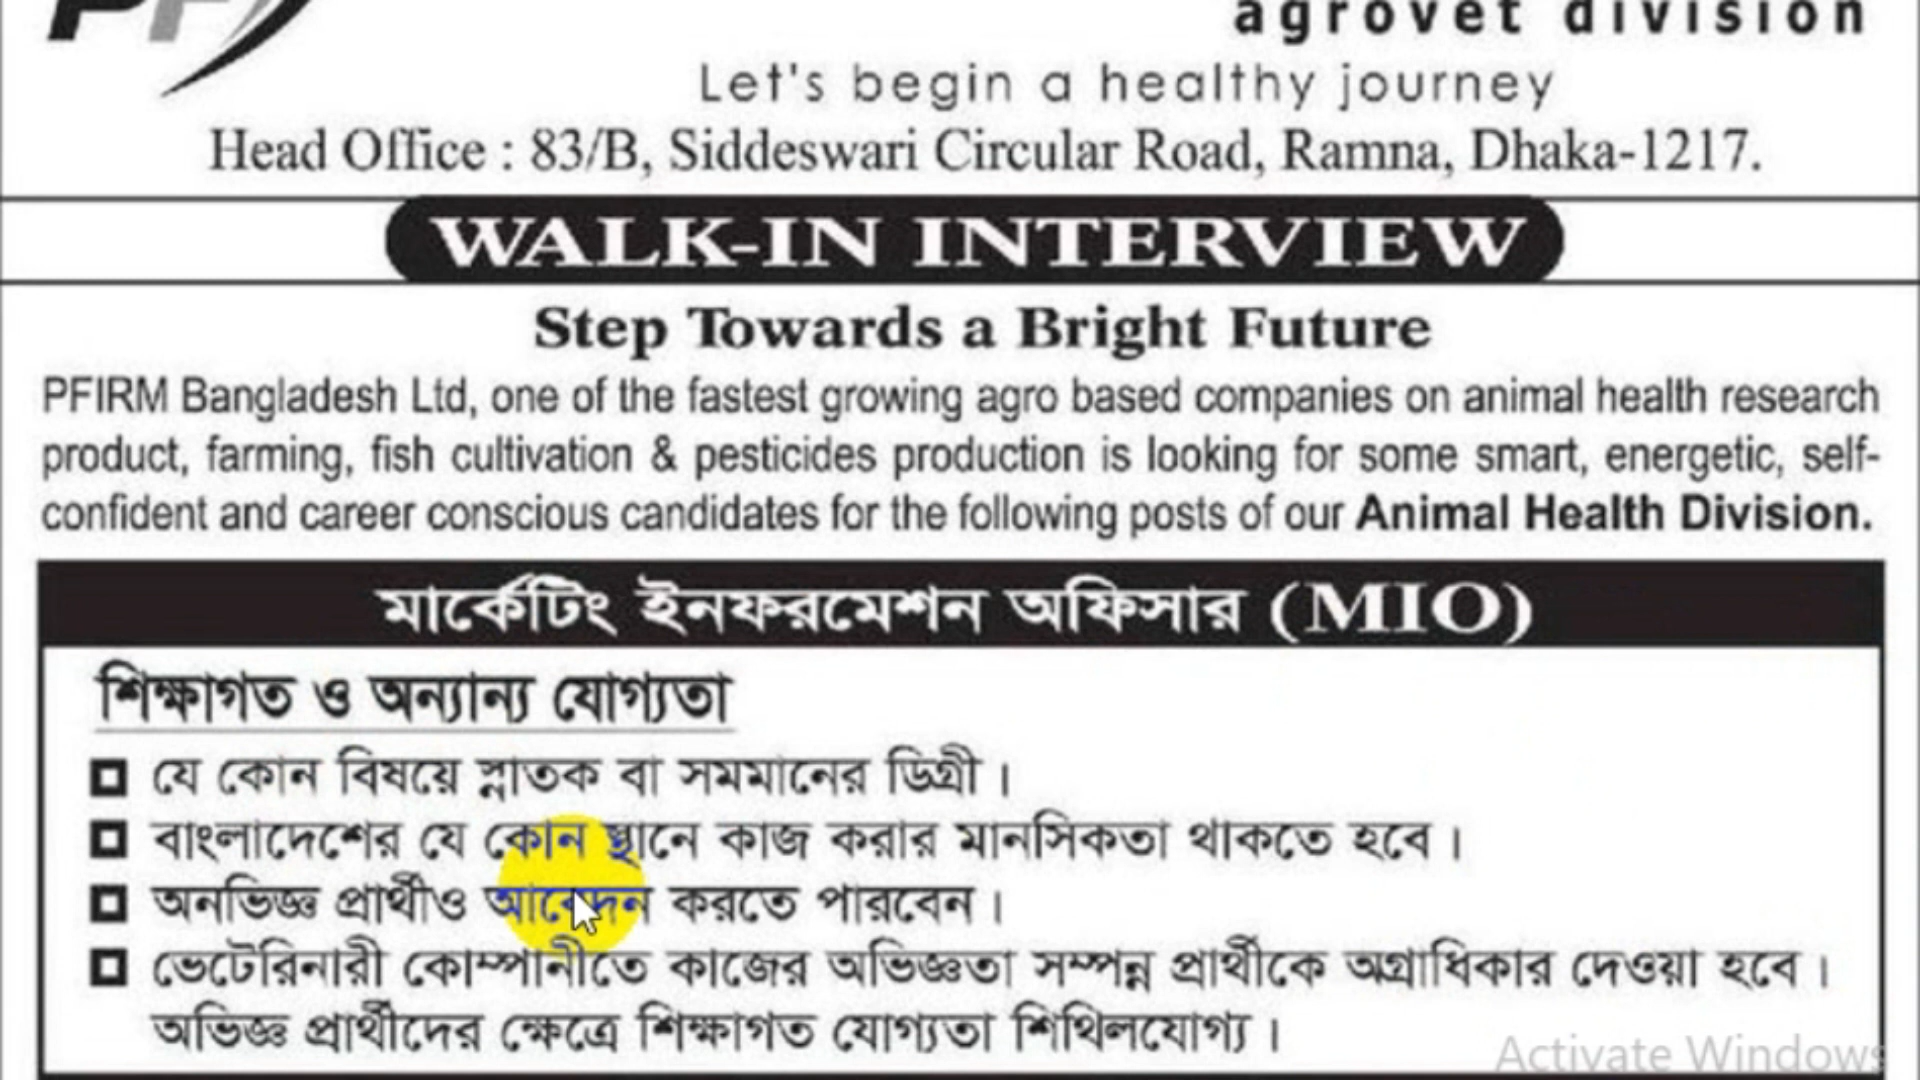 PF
agrovet division
Let's begin a healthy journey
Head Office : 83/B, Siddeswari Circular Road, Ramna, Dhaka-1217.
WALK-IN INTERVIEW
Step Towards a Bright Future
PFIRM Bangladesh Ltd, one of the fastest growing agro based companies on animal health research
product, farming, fish cultivation & pesticides production is looking for some smart, energetic, self-
confident and career conscious candidates for the following posts of our Animal Health Division.
মার্কেটিং ইনফরমেশন অফিসার (MIO)
শিক্ষাগত ও অন্যান্য যোগ্যতা
যে কোন বিষয়ে স্নাতক বা সমমানের ডিগ্রী।
বাংলাদেশের যে কোন স্থানে কাজ করার মানসিকতা থাকতে হবে।
অনভিজ্ঞ প্রার্থীও আবেদন করতে পারবেন।
ভেটেরিনারী কোম্পানীতে কাজের অভিজ্ঞতা সম্পন্ন প্রার্থীকে অগ্রাধিকার দেওয়া হবে।
অভিজ্ঞ প্রার্থীদের ক্ষেত্রে শিক্ষাগত যোগ্যতা শিথিলযোগ্য।
Activate Windows